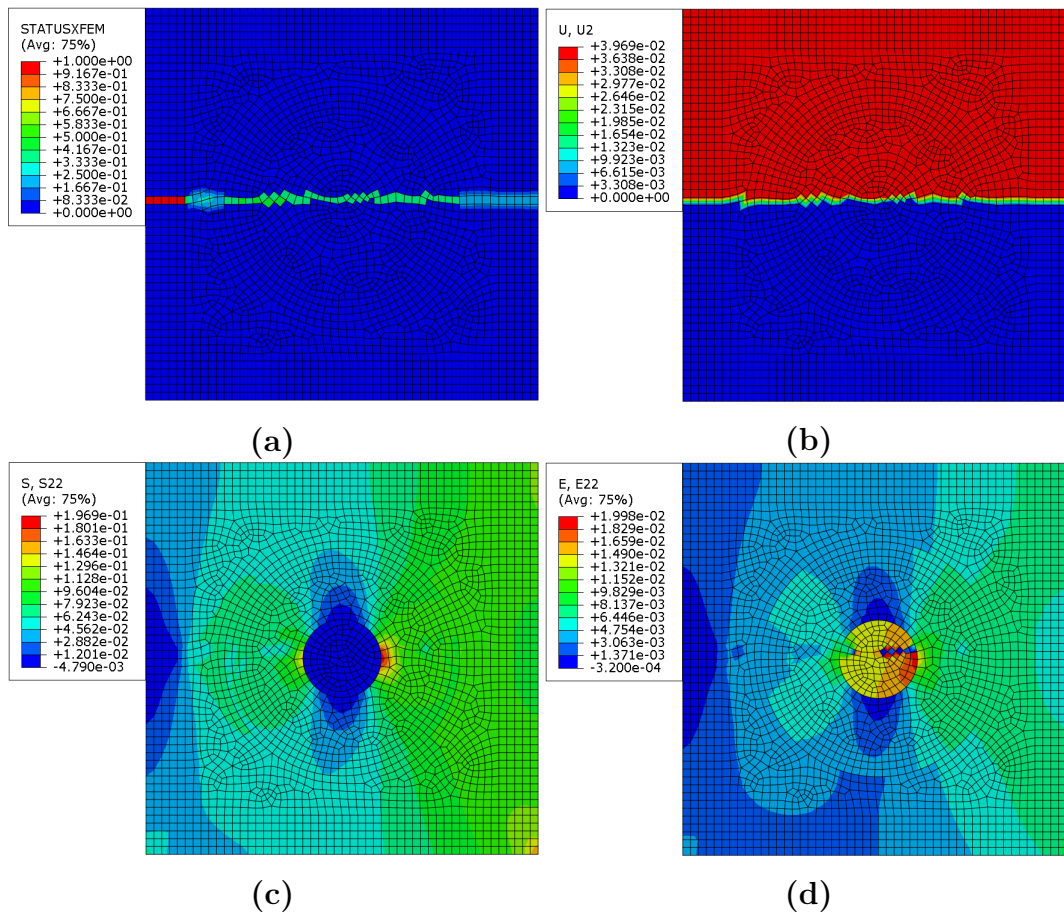 STATUSXFEM
(Avg: 75%)
+1.000e+00
+9.167e-01
+8.333e-01
+7.500e-01
+6.667e-01
+5.833e-01
+5.000e-01
+4.167e-01
+3.333e-01
+2.500e-01
+1.667e-01
+8.333e-02
+0.000e+00
(a)
U, U2
+3.969e-02
+3.638e-02
+3.308e-02
+2.977e-02
+2.646e-02
+2.315e-02
+1.985e-02
+1.654e-02
+1.323e-02
+9.923e-03
+6.615e-03
+3.308e-03
+0.000e+00
(b)
S, S22
(Avg: 75%)
+1.969e-01
+1.801e-01
+1.633e-01
+1.464e-01
+1.296e-01
+1.128e-01
+9.604e-02
+7.923e-02
+6.243e-02
+4.562e-02
+2.882e-02
+1.201e-02
-4.790e-03
(c)
E, E22
(Avg: 75%)
+1.998e-02
+1.829e-02
+1.659e-02
+1.490e-02
+1.321e-02
+1.152e-02
+9.829e-03
+8.137e-03
+6.446e-03
+4.754e-03
+3.063e-03
+1.371e-03
-3.200e-04
(d)